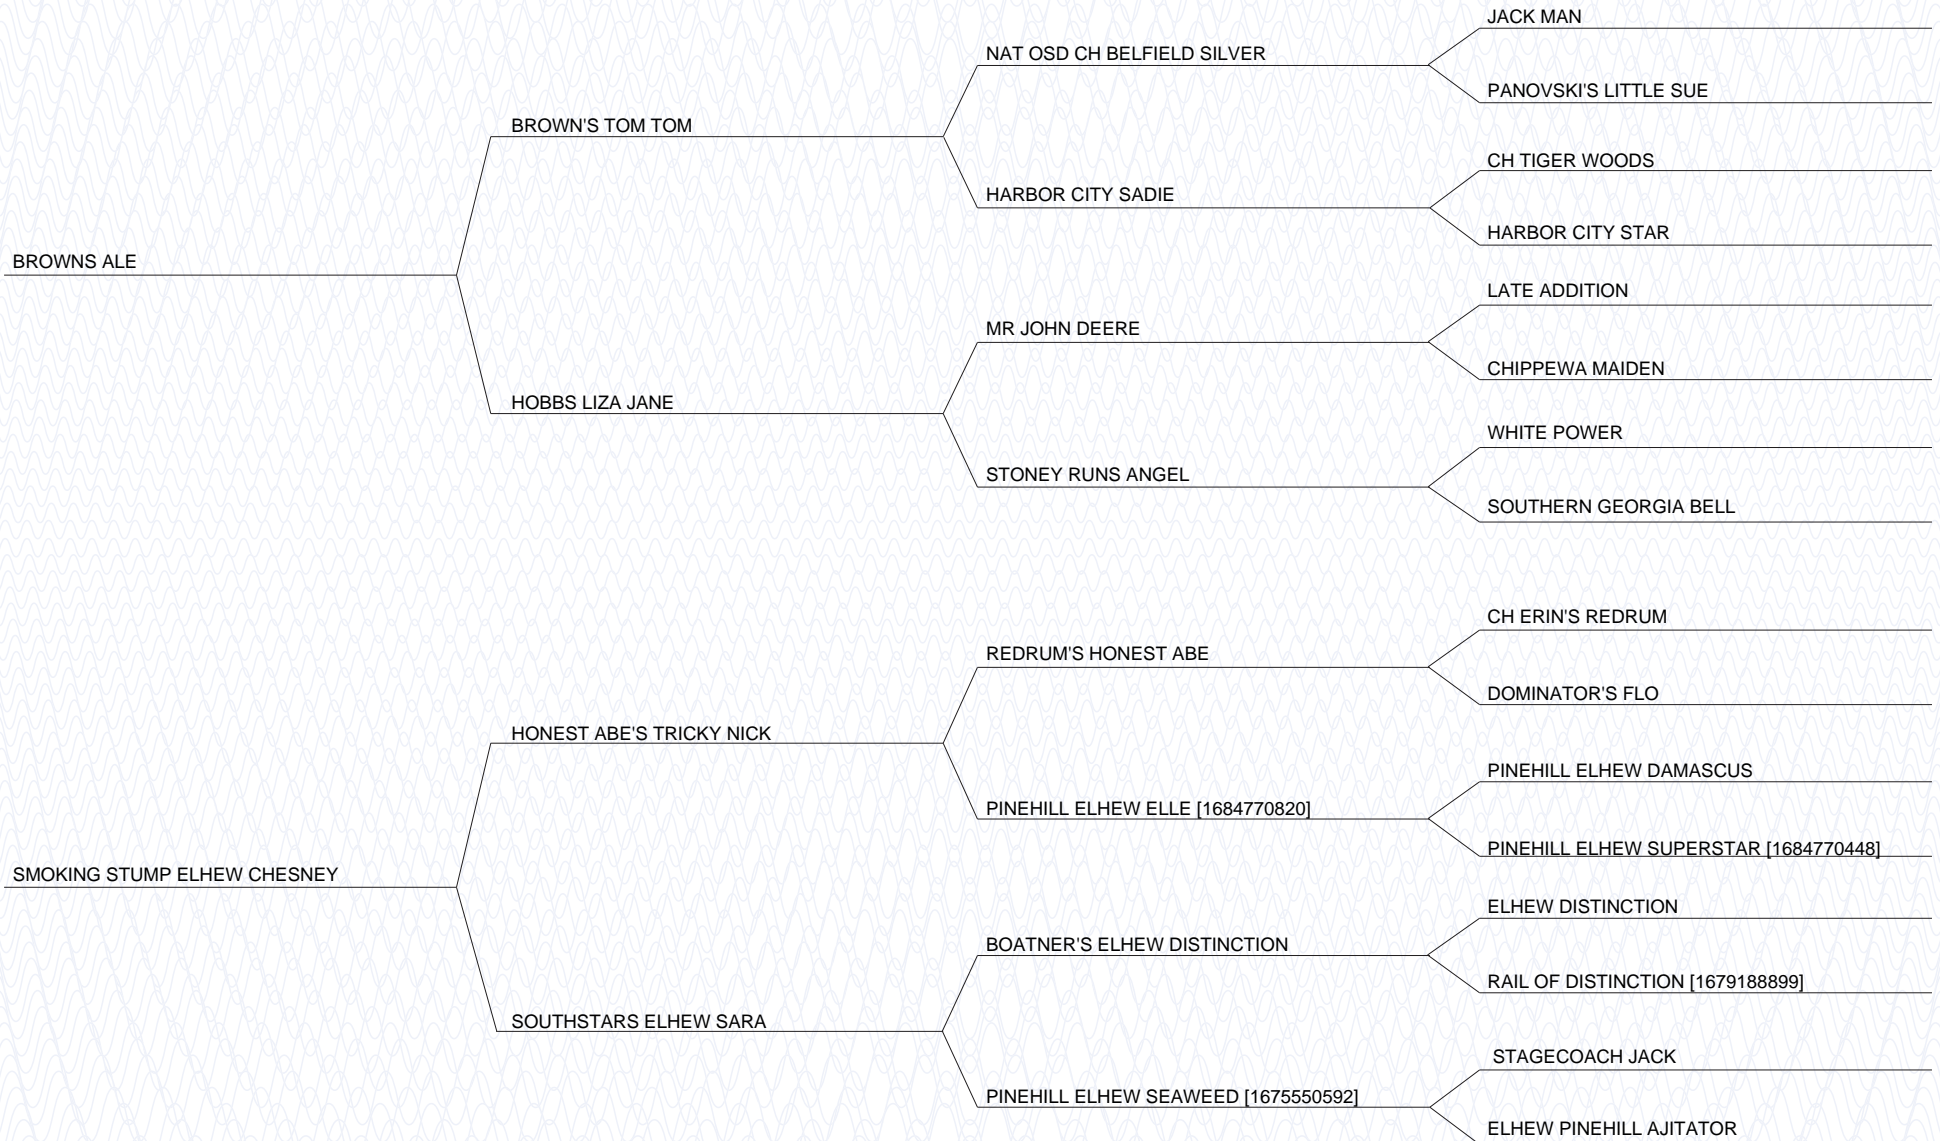 JACK MAN
NAT OSD CH BELFIELD SILVER
PANOVSKI'S LITTLE SUE
BROWN'S TOM TOM
CH TIGER WOODS
HARBOR CITY SADIE
HARBOR CITY STAR
BROWNS ALE
LATE ADDITION
MR JOHN DEERE
CHIPPEWA MAIDEN
HOBBS LIZA JANE
WHITE POWER
STONEY RUNS ANGEL
SOUTHERN GEORGIA BELL
CH ERIN'S REDRUM
REDRUM'S HONEST ABE
DOMINATOR'S FLO
HONEST ABE'S TRICKY NICK
PINEHILL ELHEW DAMASCUS
PINEHILL ELHEW ELLE [1684770820]
PINEHILL ELHEW SUPERSTAR [1684770448]
SMOKING STUMP ELHEW CHESNEY
ELHEW DISTINCTION
BOATNER'S ELHEW DISTINCTION
RAIL OF DISTINCTION [1679188899]
SOUTHSTARS ELHEW SARA
STAGECOACH JACK
PINEHILL ELHEW SEAWEED [1675550592]
ELHEW PINEHILL AJITATOR